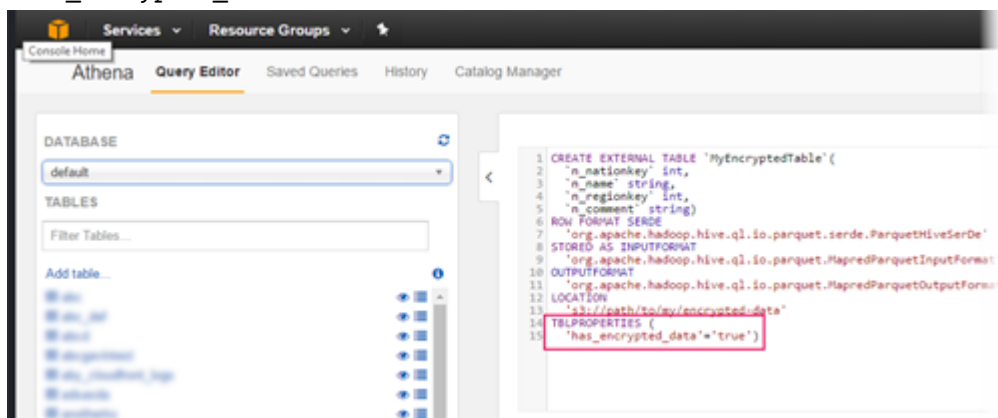 Services Resource Groups
Console Home
Athena Query Editor Saved Queries History Catalog Manager
DATABASE
default
TABLES
Filter Tables...
Add table...
1 CREATE EXTERNAL TABLE `MyEncryptedTable`(
2 `n_nationkey` int,
3 `n_name` string,
4 `n_regionkey` int,
5 `n_comment` string)
6 ROW FORMAT SERDE
7 'org.apache.hadoop.hive.ql.io.parquet.serde.ParquetHiveSerDe'
8 STORED AS INPUTFORMAT
9 'org.apache.hadoop.hive.ql.io.parquet.MapredParquetInputFormat
10 OUTPUTFORMAT
11 'org.apache.hadoop.hive.ql.io.parquet.MapredParquetOutputForma
12 LOCATION
13 's3://path/to/my/encrypted-data'
14 TBLPROPERTIES (
15 'has_encrypted_data'='true')